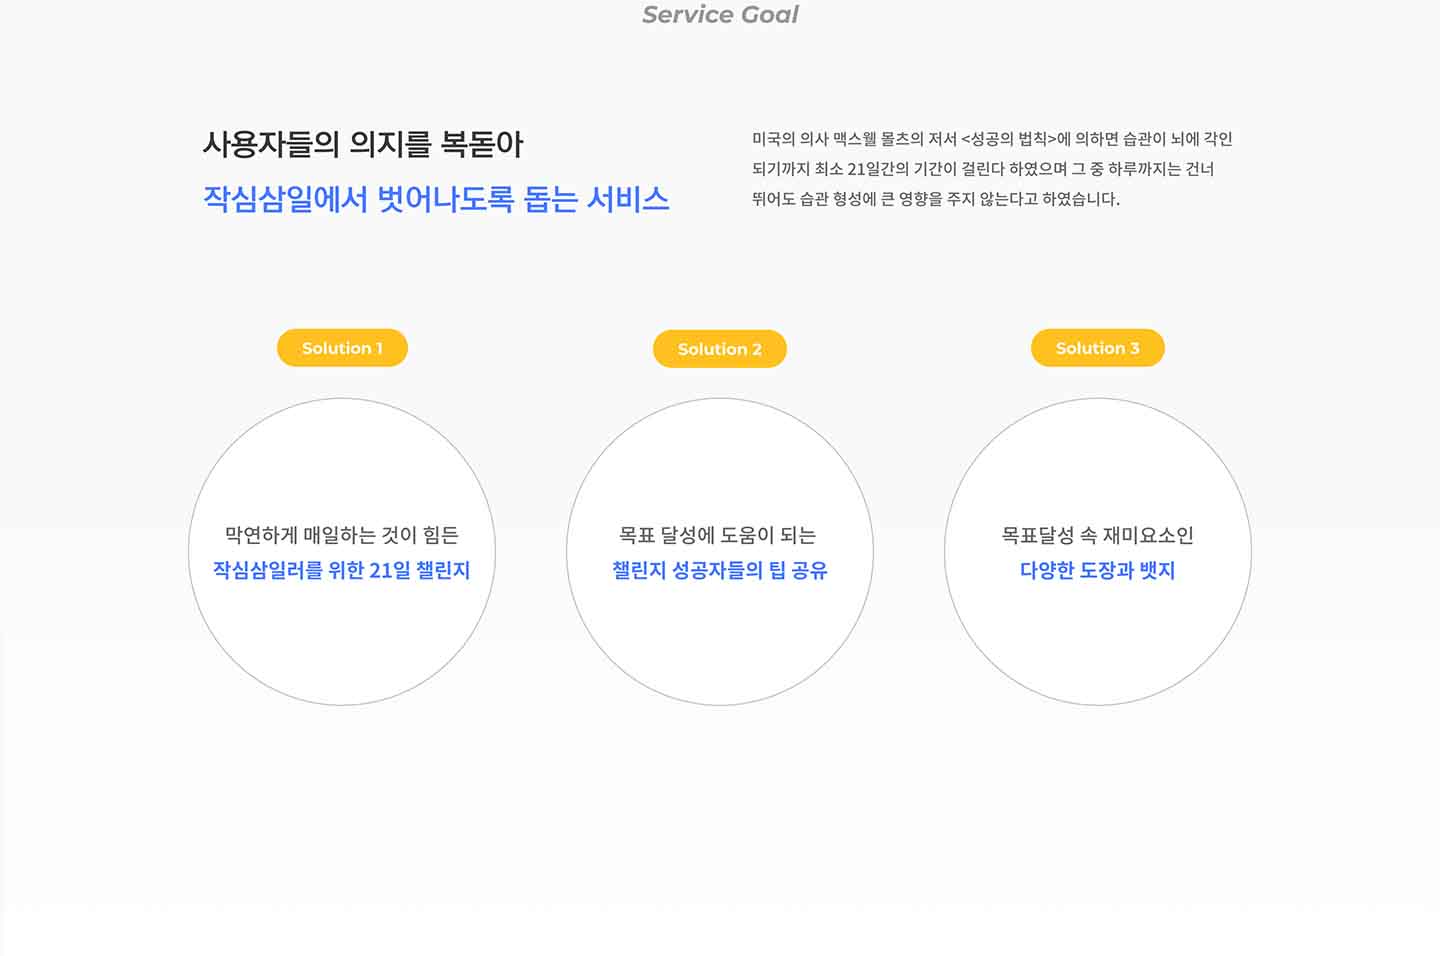 Service Goal
사용자들의 의지를 복돋아
작심삼일에서 벗어나도록 돕는 서비스
미국의 의사 맥스웰 몰츠의 저서 <성공의 법칙>에 의하면 습관이 뇌에 각인
되기까지 최소 21일간의 기간이 걸린다 하였으며 그 중 하루까지는 건너
뛰어도 습관 형성에 큰 영향을 주지 않는다고 하였습니다.
Solution 1
막연하게 매일하는 것이 힘든
작심삼일러를 위한 21일 챌린지
Solution 2
목표 달성에 도움이 되는
챌린지 성공자들의 팁 공유
Solution 3
목표달성 속 재미요소인
다양한 도장과 뱃지